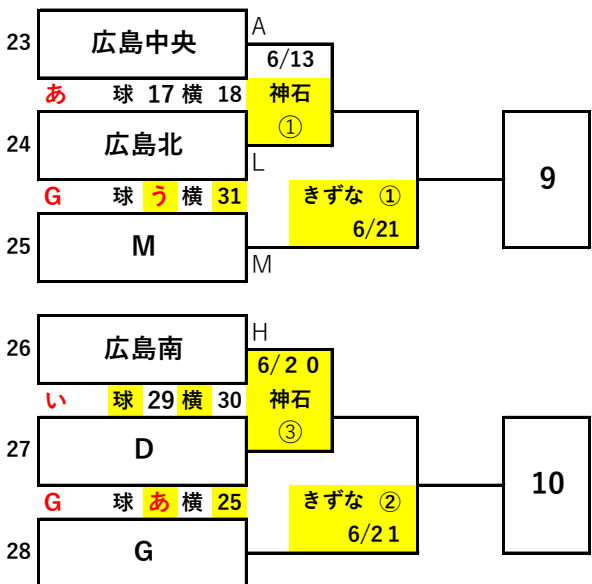 A
23 広島中央
6/13
あ 球 17 横 18 神石
①
24 広島北
L
9
G 球 う 横 31 きずな ①
6/21
25 M
M
H
26 広島南
6/２０
い 球 29 横 30 神石
③
27 D
10
G 球 あ 横 25 きずな ②
6/21
28 G